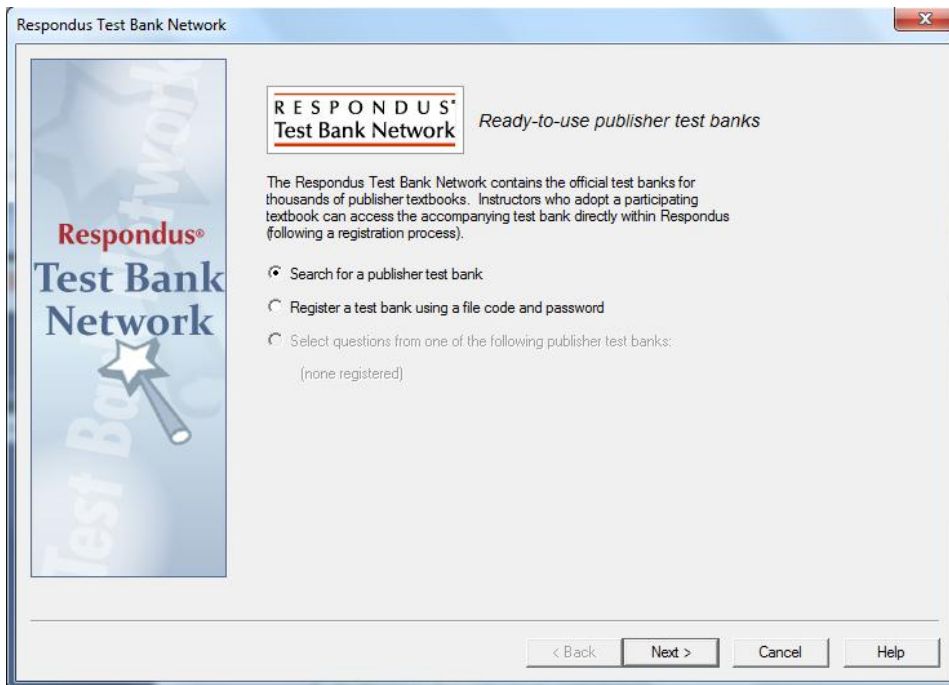 Respondus Test Bank Network
RESPONDUS®
Test Bank Network
Ready-to-use publisher test banks
The Respondus Test Bank Network contains the official test banks for
thousands of publisher textbooks. Instructors who adopt a participating
textbook can access the accompanying test bank directly within Respondus
(following a registration process).
Respondus®
Test Bank
Network
Test Bank Network
Search for a publisher test bank
Register a test bank using a file code and password
Select questions from one of the following publisher test banks:
(none registered)
< Back
Next >
Cancel
Help